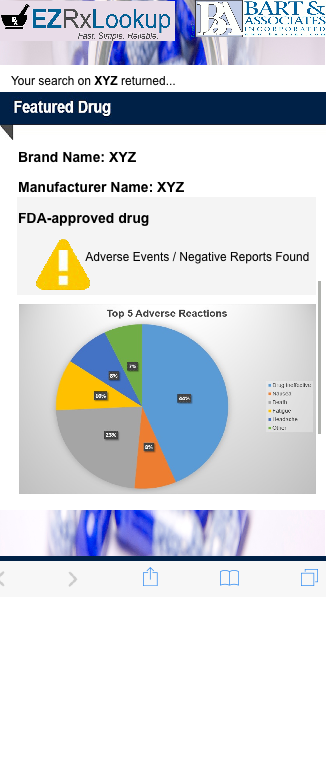 EZRxLookup
Fast. Simple. Reliable.
BART &
ASSOCIATES
INCORPORATED
Your search on XYZ returned...
Featured Drug
Brand Name: XYZ
Manufacturer Name: XYZ
FDA-approved drug
Adverse Events / Negative Reports Found
Top 5 Adverse Reactions
7%
8%
44%
10%
23%
8%
Drug Ineffective
Nausea
Death
Fatigue
Headache
Other